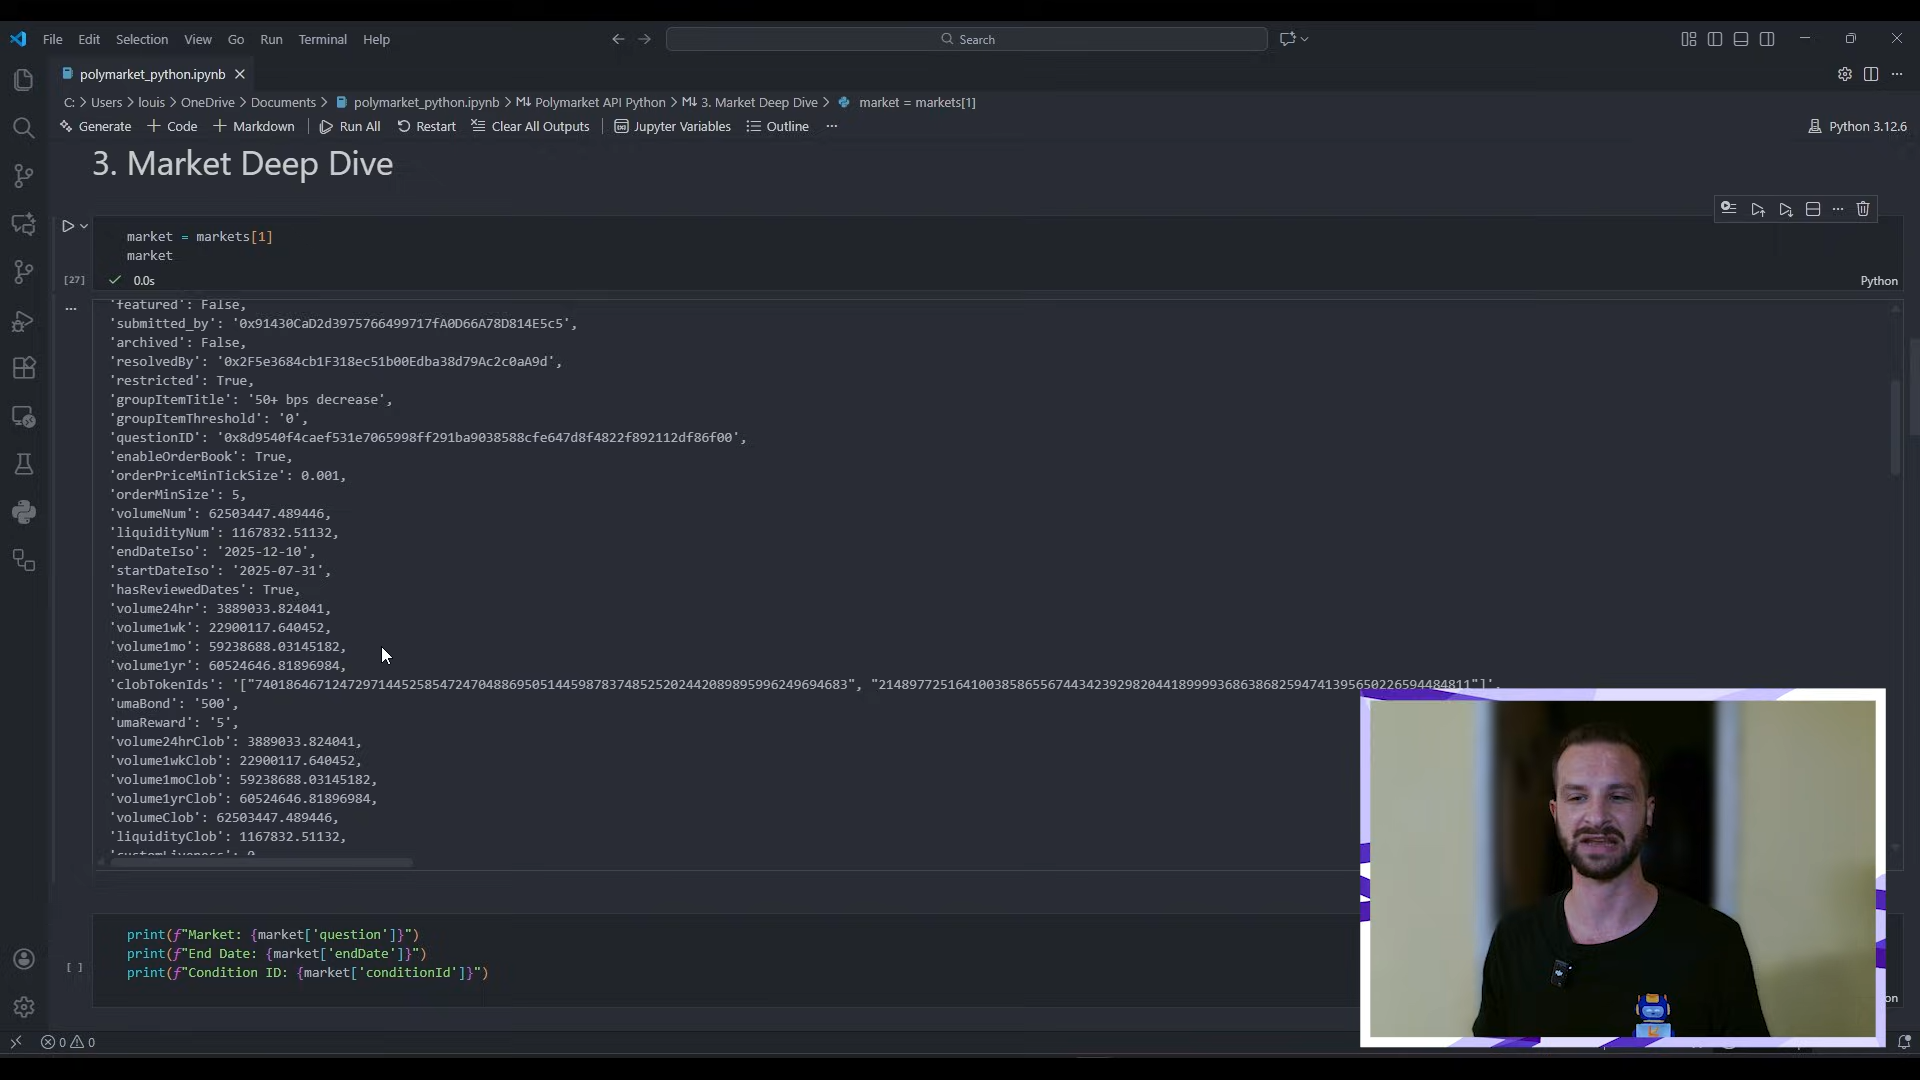 File Edit Selection View Go Run Terminal Help
Search
polymarket_python.ipynb
C: > Users > louis > OneDrive > Documents > polymarket_python.ipynb > M↓ Polymarket API Python > M↓ 3. Market Deep Dive > market = markets[1]
Generate + Code + Markdown Run All Restart Clear All Outputs Jupyter Variables Outline ... Python 3.12.6
3. Market Deep Dive
market = markets[1]
market
[27] 0.0s Python
'featured': False,
'submitted_by': '0x91430CaD2d3975766499717fA0D66A78D814E5c5',
'archived': False,
'resolvedBy': '0x2F5e3684cb1F318ec51b00Edba38d79Ac2c0aA9d',
'restricted': True,
'groupItemTitle': '50+ bps decrease',
'groupItemThreshold': '0',
'questionID': '0x8d9540f4caef531e7065998ff291ba9038588cfe647d8f4822f892112df86f00',
'enableOrderBook': True,
'orderPriceMinTickSize': 0.001,
'orderMinSize': 5,
'volumeNum': 62503447.489446,
'liquidityNum': 1167832.51132,
'endDateIso': '2025-12-10',
'startDateIso': '2025-07-31',
'hasReviewedDates': True,
'volume24hr': 3889033.824041,
'volume1wk': 22900117.640452,
'volume1mo': 59238688.03145182,
'volume1yr': 60524646.81896984,
'clobTokenIds':
'umaBond': '500',
'umaReward': '5',
'volume24hrClob': 3889033.824041,
'volume1wkClob': 22900117.640452,
'volume1moClob': 59238688.03145182,
'volume1yrClob': 60524646.81896984,
'volumeClob': 62503447.489446,
'liquidityClob': 1167832.51132,
print(f"Market: {market['question']}")
print(f"End Date: {market['endDate']}")
print(f"Condition ID: {market['conditionId']}")
[ ]
0 0